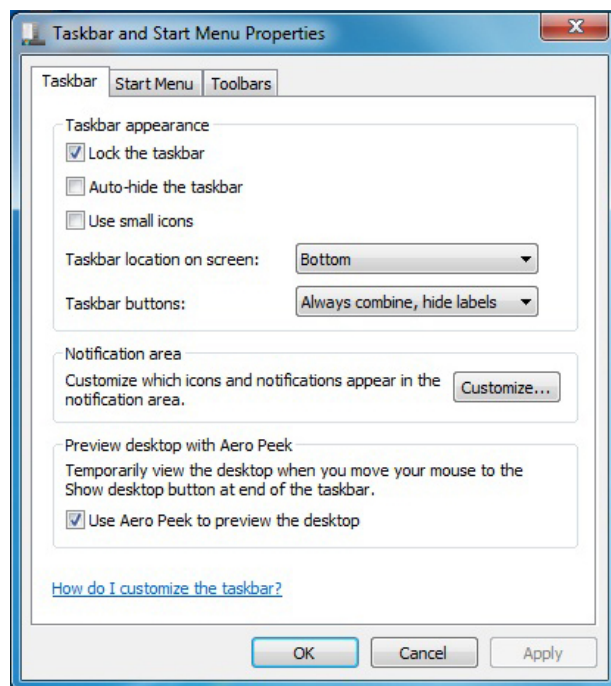 Taskbar and Start Menu Properties
Taskbar
Start Menu
Toolbars
Taskbar appearance
Lock the taskbar
Auto-hide the taskbar
Use small icons
Taskbar location on screen:
Bottom
Taskbar buttons:
Always combine, hide labels
Notification area
Customize which icons and notifications appear in the
notification area.
Customize...
Preview desktop with Aero Peek
Temporarily view the desktop when you move your mouse to the
Show desktop button at end of the taskbar.
Use Aero Peek to preview the desktop
How do I customize the taskbar?
OK
Cancel
Apply